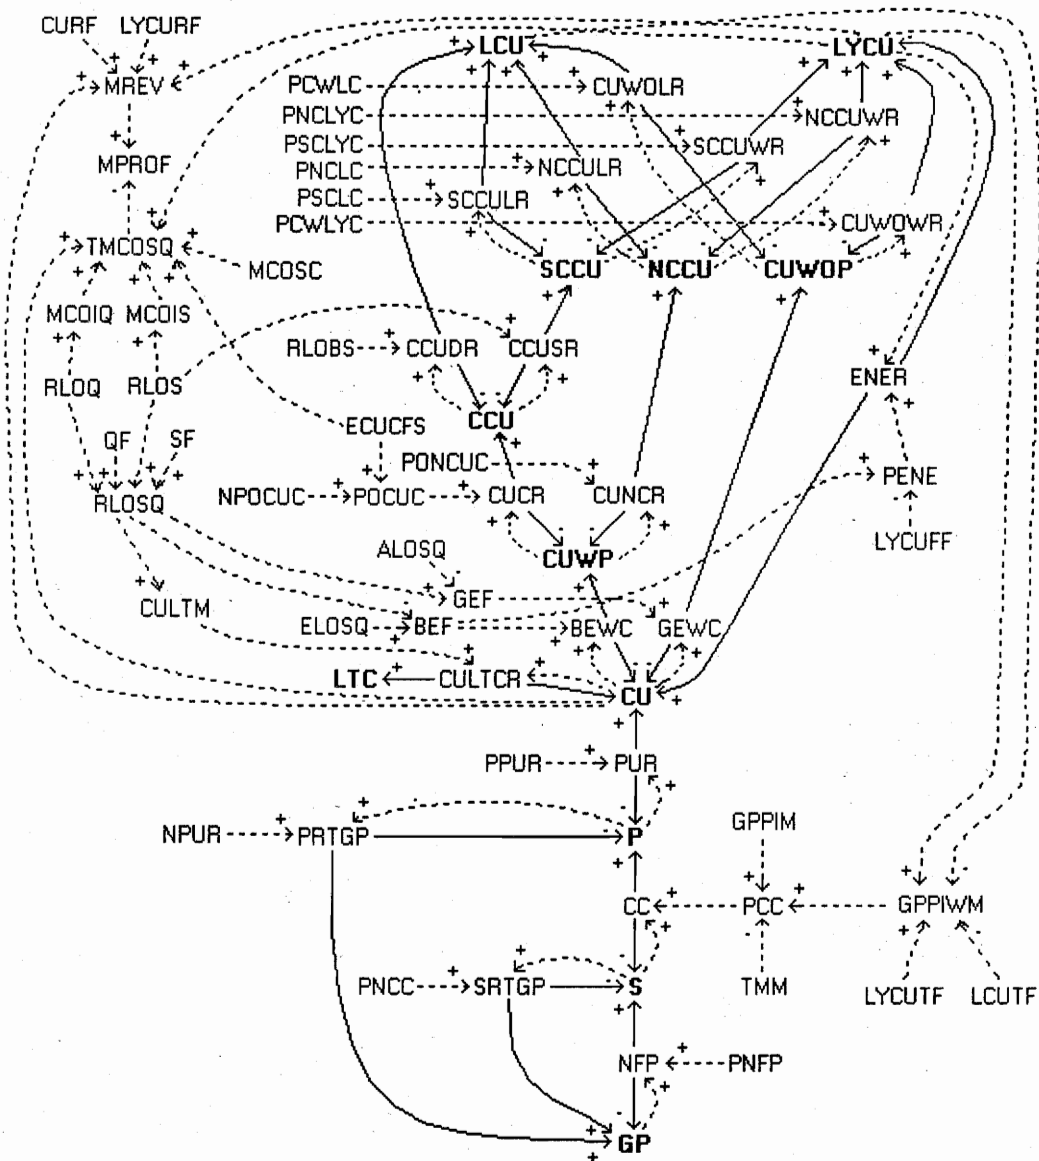 CURF LYCURF
LCU LYCU
MREV PCWLC CUWOLR
PNCLYC NCCUWR
PSCLYC SCCUWR
MPROF PNCLC NCCULR
PSCLC SCCULR
PCWLYC CUWOWR
TMCOSQ MCOSC SCCU NCCU CUWOP
MCOIQ MCOIS
RLOBS CCUDR CCUSR
RLOQ RLOS ENER
CCU
ECUCFS
QF SF PONCUC
RLOSQ NPOCUC POCUC CUCR CUNCR PENE
LYCUFF
ALOSQ CUWP
CULTM GEF
ELOSQ BEF BEWC GEWC
LTC CULTCR CU
PPUR PUR
NPUR PRTGP P GPPIM
CC PCC GPPIWM
PNCC SRTGP S TMM LYCUTF LCUTF
NFP PNFP
GP